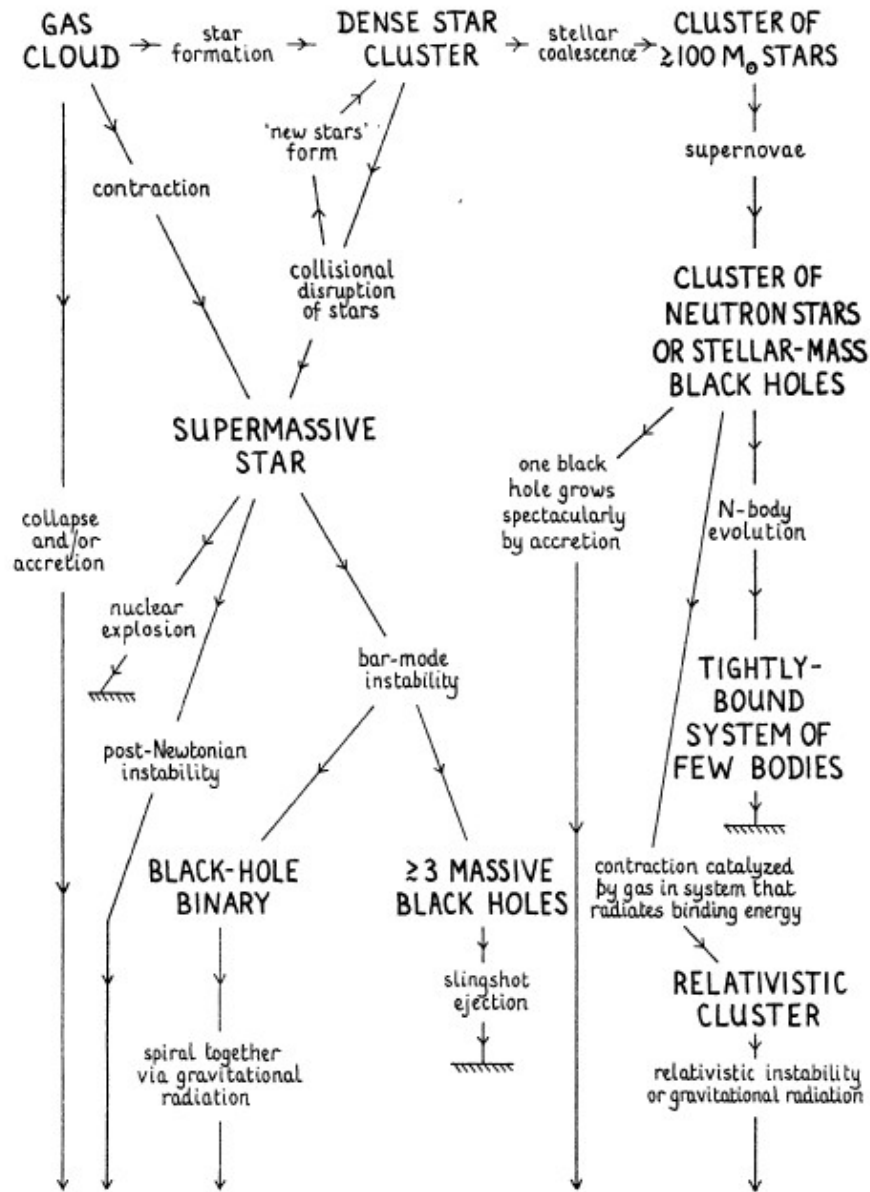 GAS
CLOUD
star
formation
DENSE STAR
CLUSTER
stellar
coalescence
CLUSTER OF
≥100 M⊙ STARS
'new stars'
form
contraction
supernovae
collisional
disruption
of stars
CLUSTER OF
NEUTRON STARS
OR STELLAR-MASS
BLACK HOLES
SUPERMASSIVE
STAR
one black
hole grows
spectacularly
by accretion
N-body
evolution
collapse
and/or
accretion
nuclear
explosion
bar-mode
instability
TIGHTLY-
BOUND
SYSTEM OF
FEW BODIES
post-Newtonian
instability
BLACK-HOLE
BINARY
≥3 MASSIVE
BLACK HOLES
contraction catalyzed
by gas in system that
radiates binding energy
slingshot
ejection
RELATIVISTIC
CLUSTER
spiral together
via gravitational
radiation
relativistic instability
or gravitational radiation